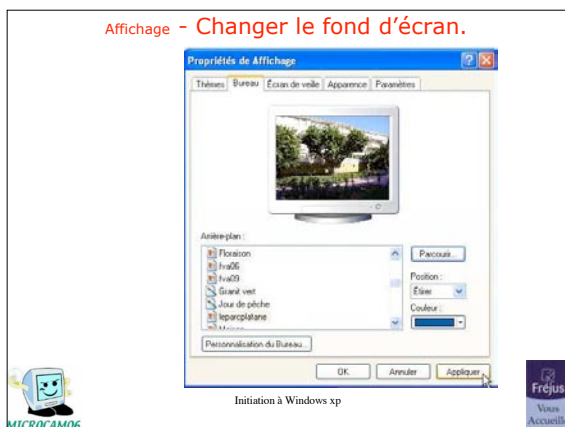 Affichage - Changer le fond d'écran.
Propriétés de Affichage
Thèmes Bureau Écran de veille Apparence Paramètres
Arrière-plan :
Floraison
fva06
fva09
Granit vert
Jour de pêche
leparcplatane
Maison
Parcourir...
Position :
Étirer
Couleur :
Personnalisation du Bureau...
OK Annuler Appliquer
Initiation à Windows xp
MICROCAM06
Fréjus
Vous
Accueille